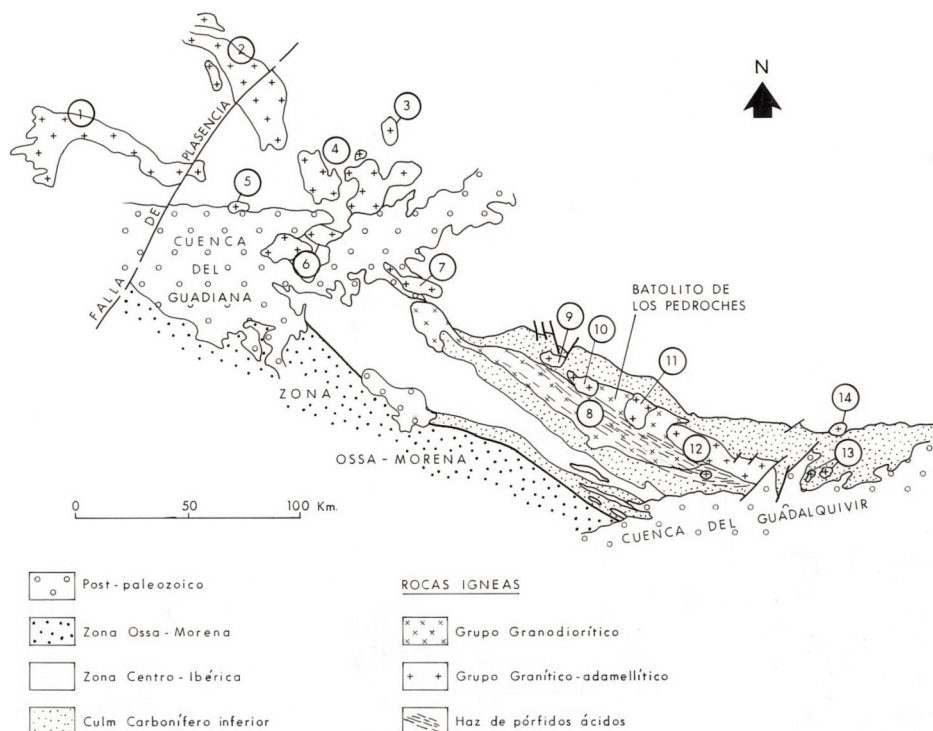 N
1
2
3
4
5
6
7
8
9
10
11
12
13
14
FALLA DE PLASENCIA
CUENCA
DEL
GUADIANA
BATOLITO DE
LOS PEDROCHES
ZONA
OSSA-MORENA
CUENCA DEL GUADALQUIVIR
0 50 100 Km.
Post-paleozoico
Zona Ossa-Morena
Zona Centro-Ibérica
Culm Carbonífero inferior
ROCAS IGNEAS
Grupo Granodiorítico
Grupo Granítico-adamellítico
Haz de pórfidos ácidos